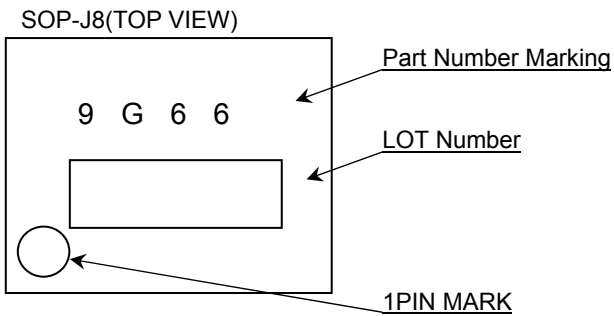 SOP-J8(TOP VIEW)
Part Number Marking
9 G 6 6
LOT Number
1PIN MARK